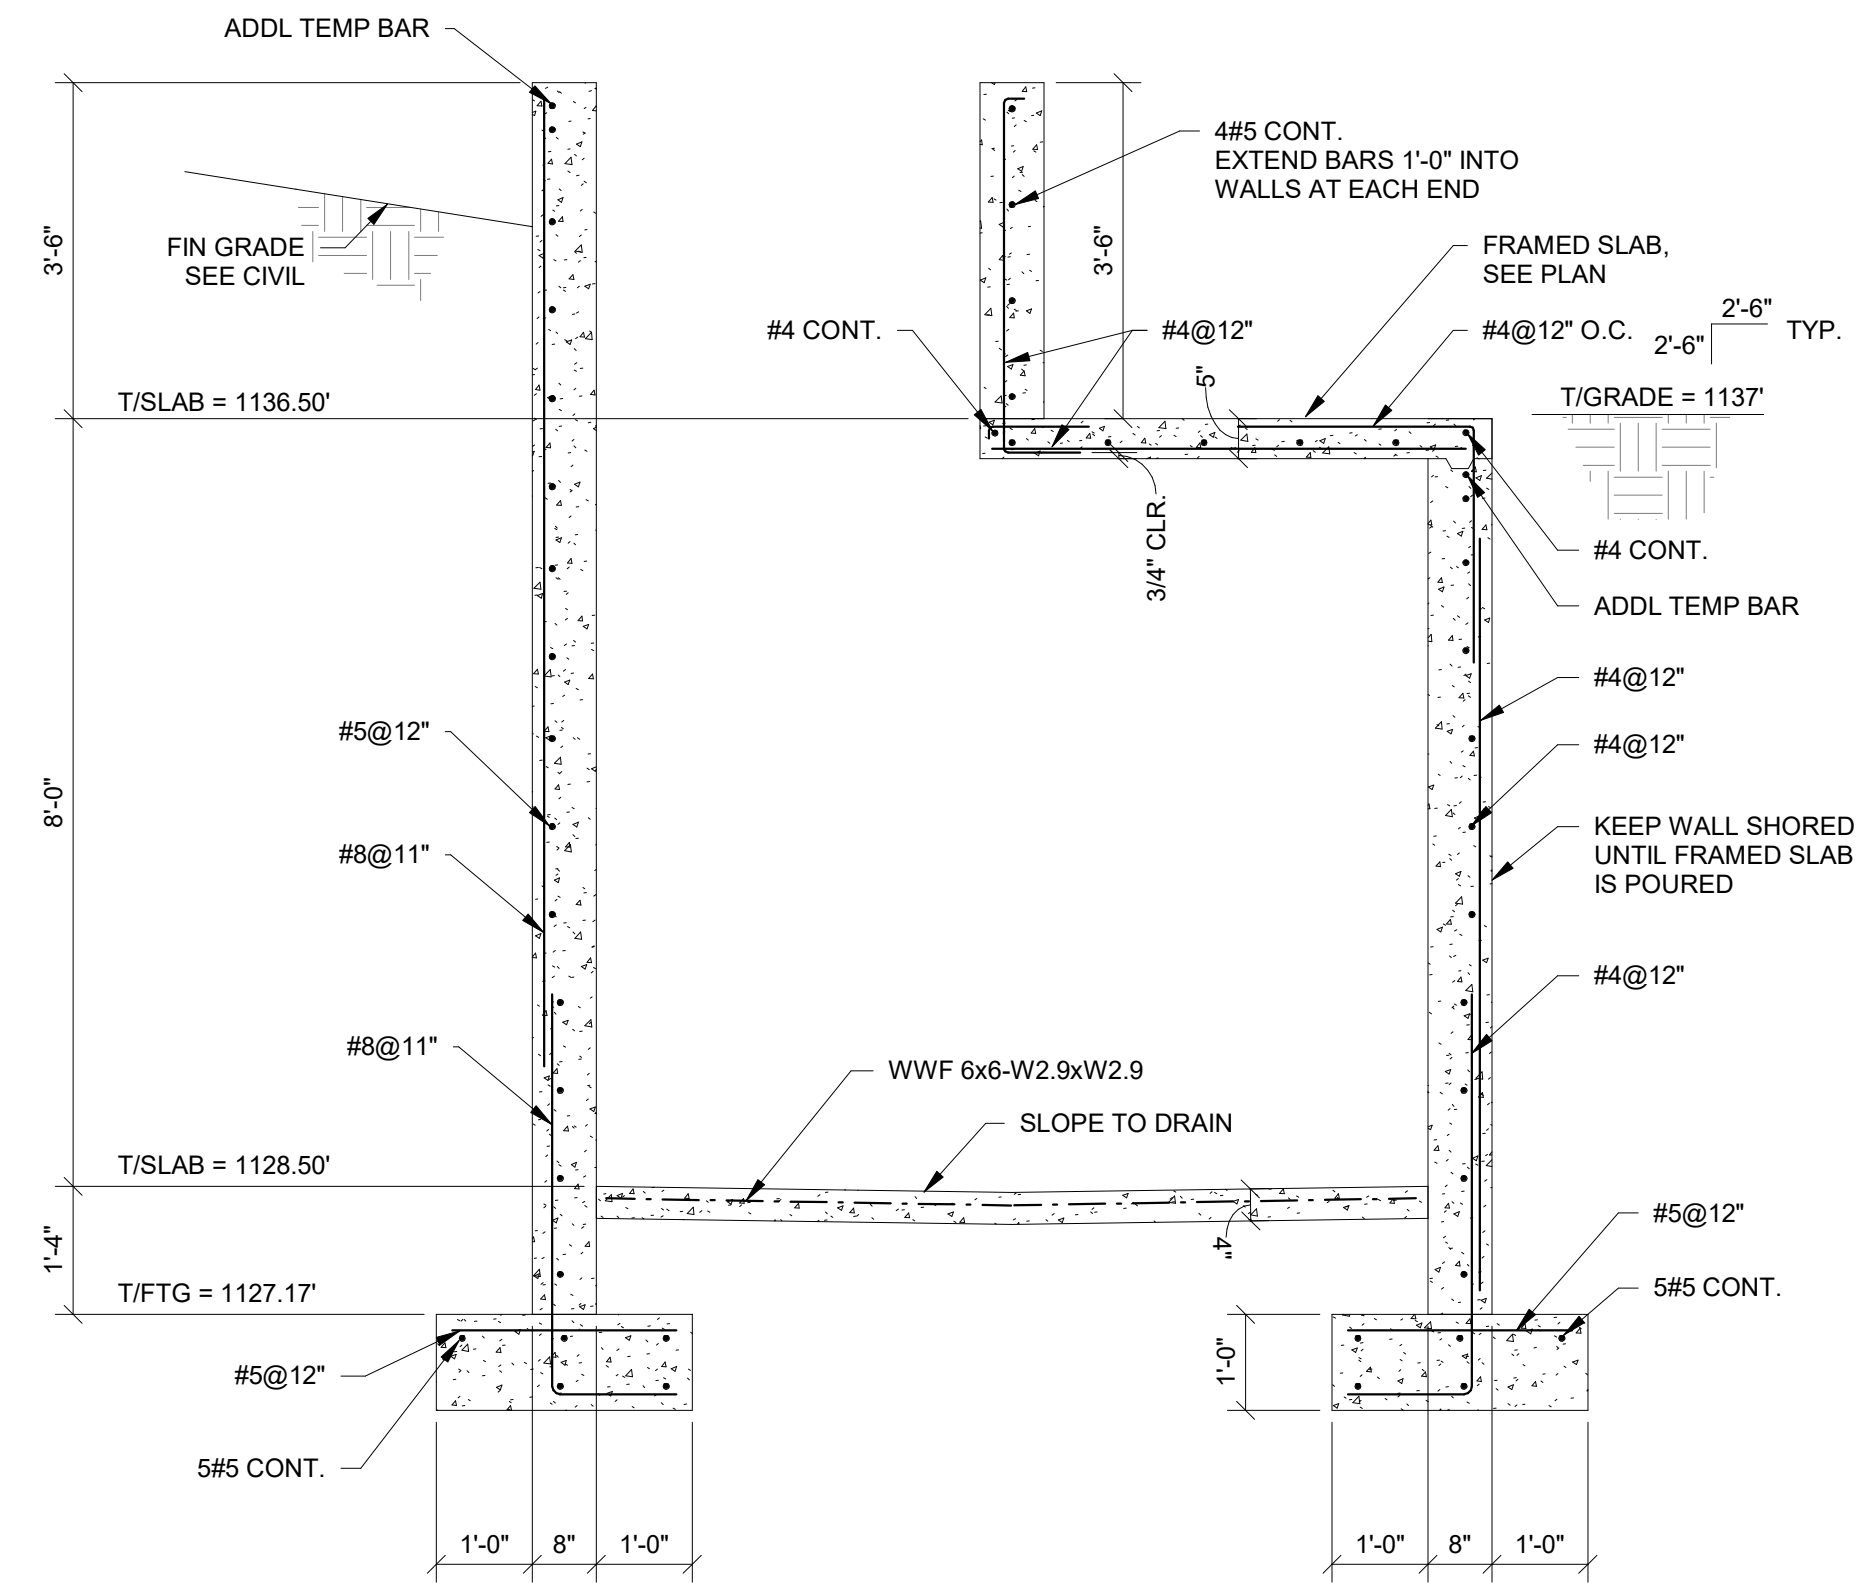 ADDL TEMP BAR
4#5 CONT.
EXTEND BARS 1'-0" INTO
WALLS AT EACH END
3'-6"
FIN GRADE
SEE CIVIL
3'-6"
FRAMED SLAB,
SEE PLAN
#4 CONT.
#4@12"
#4@12" O.C.
2'-6"
2'-6"
TYP.
5"
T/SLAB = 1136.50'
T/GRADE = 1137'
3/4" CLR.
#4 CONT.
ADDL TEMP BAR
#4@12"
#5@12"
#4@12"
8'-0"
#8@11"
KEEP WALL SHORED
UNTIL FRAMED SLAB
IS POURED
#4@12"
#8@11"
WWF 6x6-W2.9xW2.9
SLOPE TO DRAIN
T/SLAB = 1128.50'
#5@12"
1'-4"
4"
T/FTG = 1127.17'
5#5 CONT.
#5@12"
1'-0"
5#5 CONT.
1'-0"
8"
1'-0"
1'-0"
8"
1'-0"